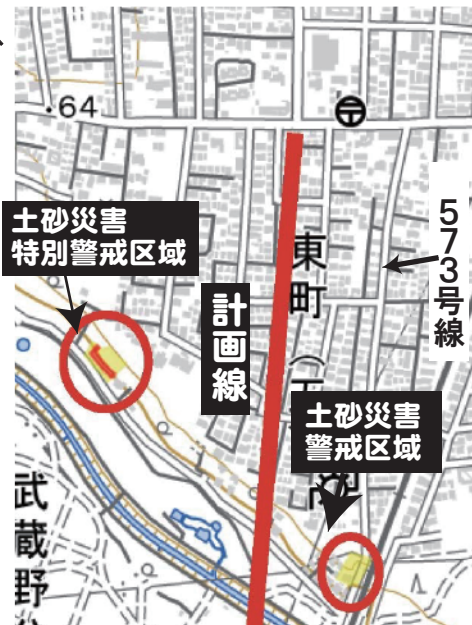 ・64
土砂災害
特別警戒区域
計画線
東町（五
573号線
土砂災害
警戒区域
武蔵野